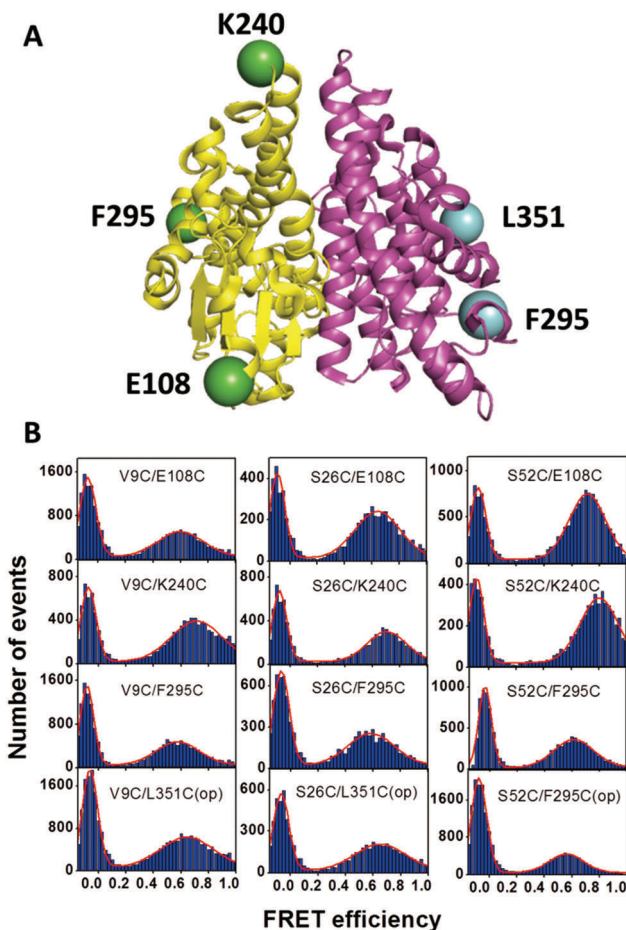 A
K240
F295
L351
F295
E108
B
V9C/E108C
S26C/E108C
S52C/E108C
1600
800
0
400
200
0
1000
500
0
V9C/K240C
S26C/K240C
S52C/K240C
800
400
0
800
400
0
400
200
0
V9C/F295C
S26C/F295C
S52C/F295C
1600
800
0
600
300
0
1000
500
0
V9C/L351C(op)
S26C/L351C(op)
S52C/F295C(op)
1600
800
0
600
300
0
1600
800
0
0.0 0.2 0.4 0.6 0.8 1.0
0.0 0.2 0.4 0.6 0.8 1.0
0.0 0.2 0.4 0.6 0.8 1.0
Number of events
FRET efficiency